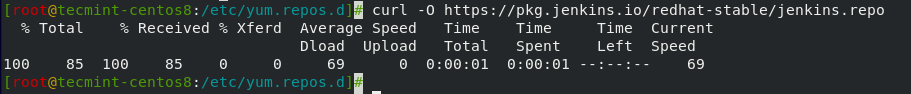 [root@tecmint-centos8:/etc/yum.repos.d]# curl -O https://pkg.jenkins.io/redhat-stable/jenkins.repo
% Total % Received % Xferd Average Speed Time Time Time Current
Dload Upload Total Spent Left Speed
100 85 100 85 0 0 69 0 0:00:01 0:00:01 --:--:-- 69
[root@tecmint-centos8:/etc/yum.repos.d]#